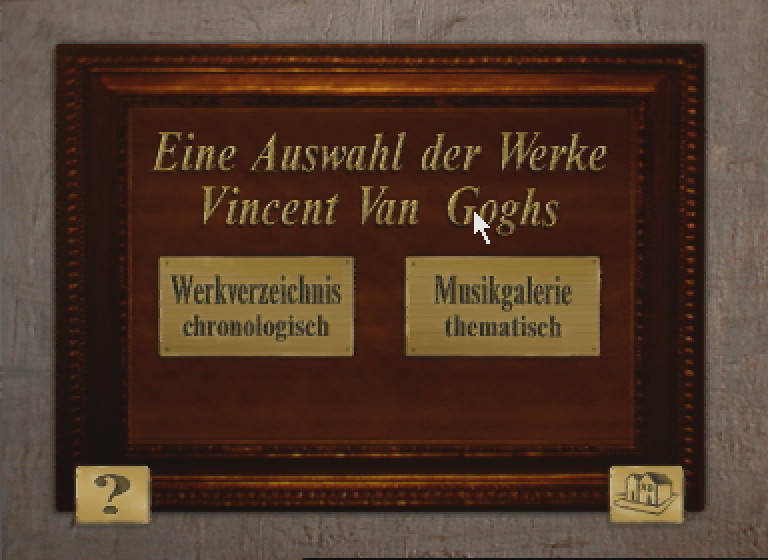 Eine Auswahl der Werke
Vincent Van Goghs
Werkverzeichnis
chronologisch
Musikgalerie
thematisch
?